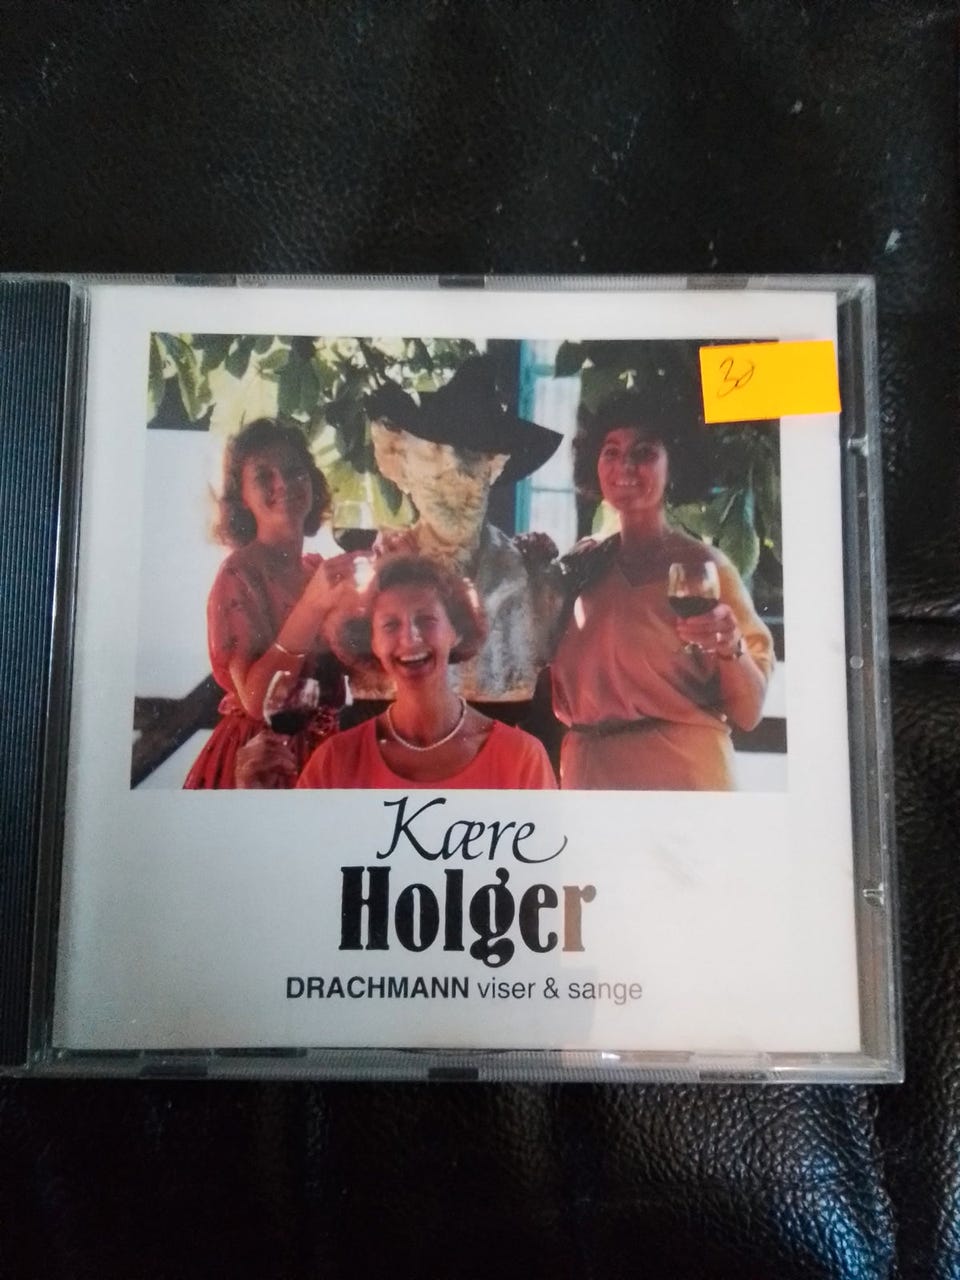 30
Kære
Holger
DRACHMANN viser & sange